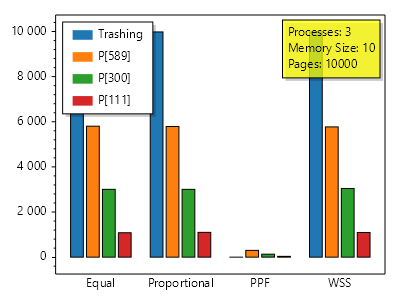 10 000
8 000
6 000
4 000
2 000
0
Trashing
P[589]
P[300]
P[111]
Processes: 3
Memory Size: 10
Pages: 10000
Equal
Proportional
PPF
WSS